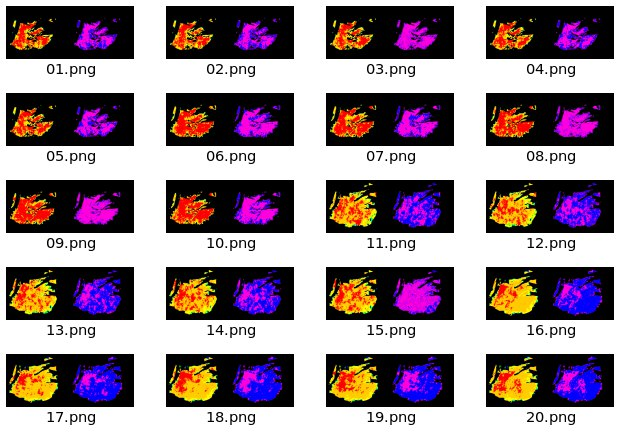 01.png 02.png 03.png 04.png
05.png 06.png 07.png 08.png
09.png 10.png 11.png 12.png
13.png 14.png 15.png 16.png
17.png 18.png 19.png 20.png